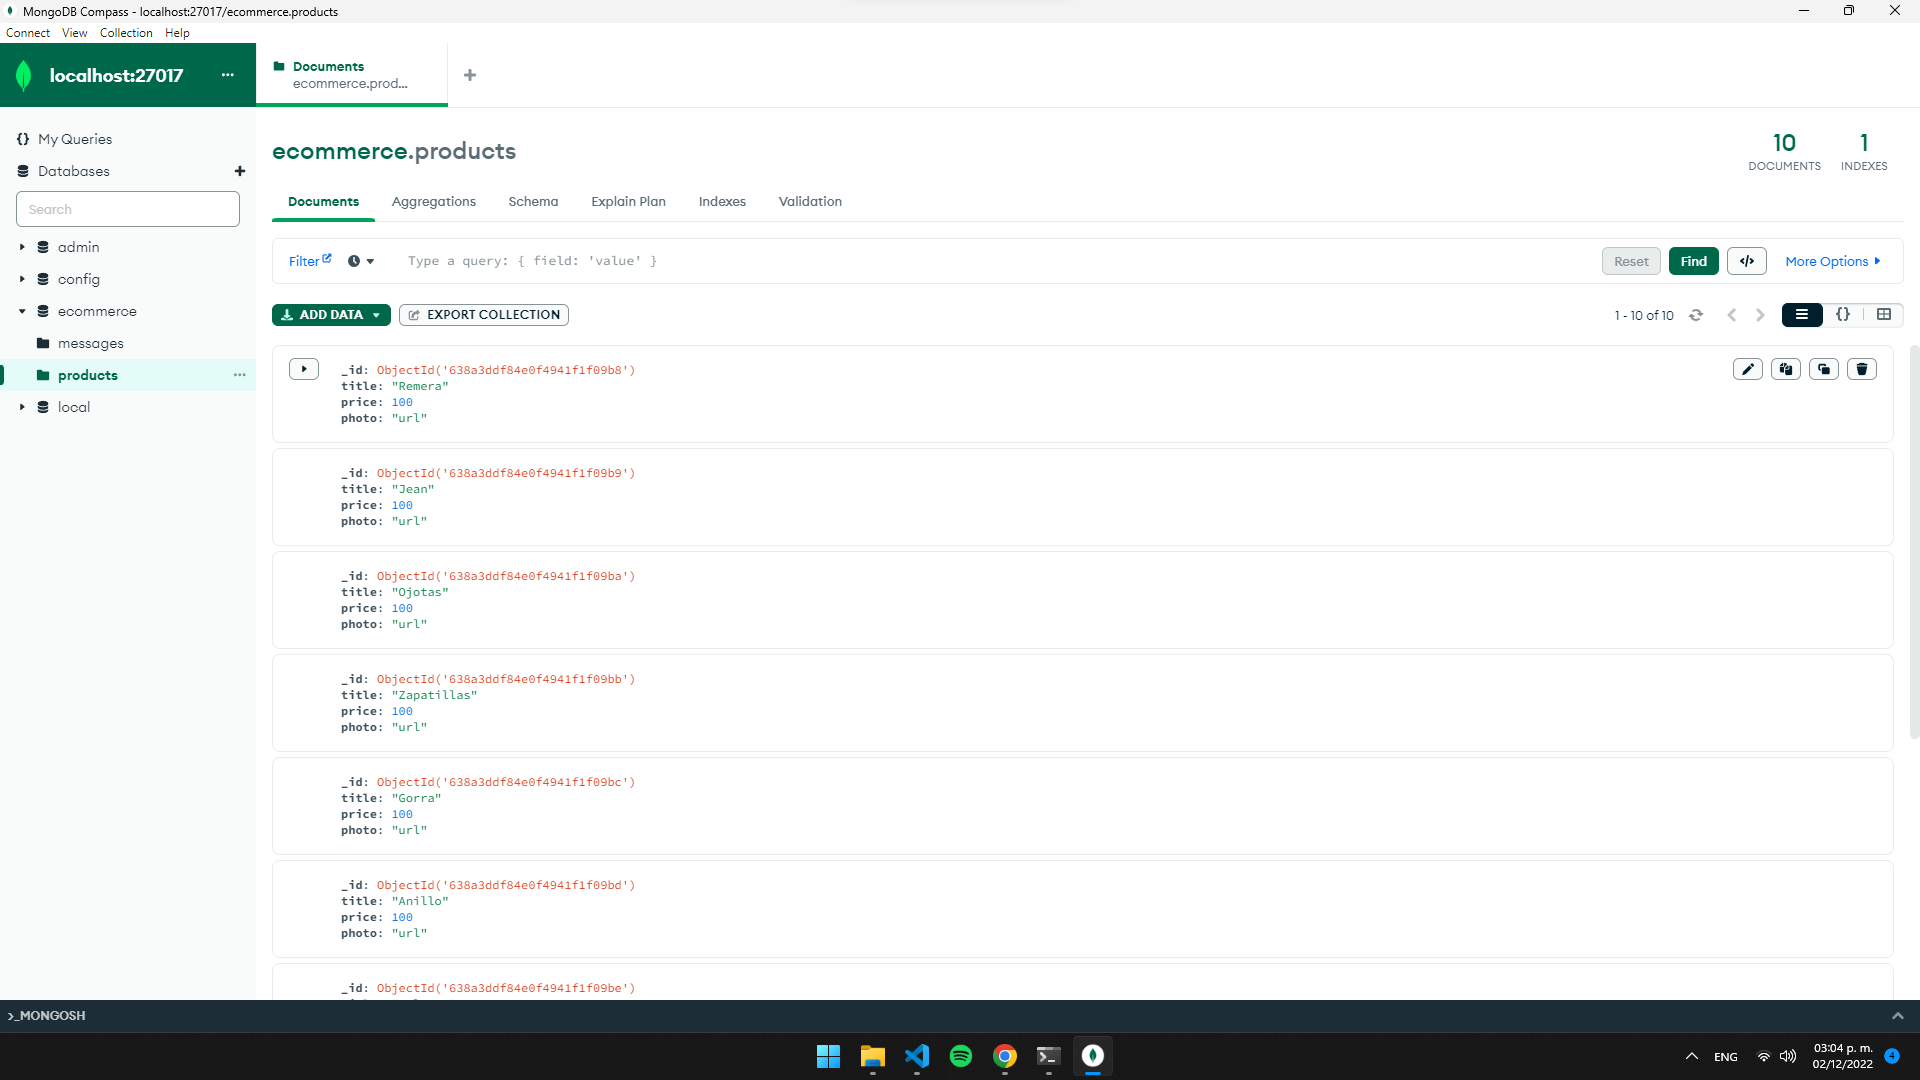 MongoDB Compass - localhost:27017/ecommerce.products
Connect View Collection Help
localhost:27017
Documents
ecommerce.prod...
My Queries
Databases
Search
admin
config
ecommerce
messages
products
local
ecommerce.products
10
DOCUMENTS
1
INDEXES
Documents Aggregations Schema Explain Plan Indexes Validation
Filter Type a query: { field: 'value' } Reset Find </> More Options
ADD DATA EXPORT COLLECTION 1 - 10 of 10 {}
_id: ObjectId('638a3ddf84e0f4941f1f09b8')
title: "Remera"
price: 100
photo: "url"
_id: ObjectId('638a3ddf84e0f4941f1f09b9')
title: "Jean"
price: 100
photo: "url"
_id: ObjectId('638a3ddf84e0f4941f1f09ba')
title: "Ojotas"
price: 100
photo: "url"
_id: ObjectId('638a3ddf84e0f4941f1f09bb')
title: "Zapatillas"
price: 100
photo: "url"
_id: ObjectId('638a3ddf84e0f4941f1f09bc')
title: "Gorra"
price: 100
photo: "url"
_id: ObjectId('638a3ddf84e0f4941f1f09bd')
title: "Anillo"
price: 100
photo: "url"
_id: ObjectId('638a3ddf84e0f4941f1f09be')
>_MONGOSH
ENG
03:04 p. m.
02/12/2022
4